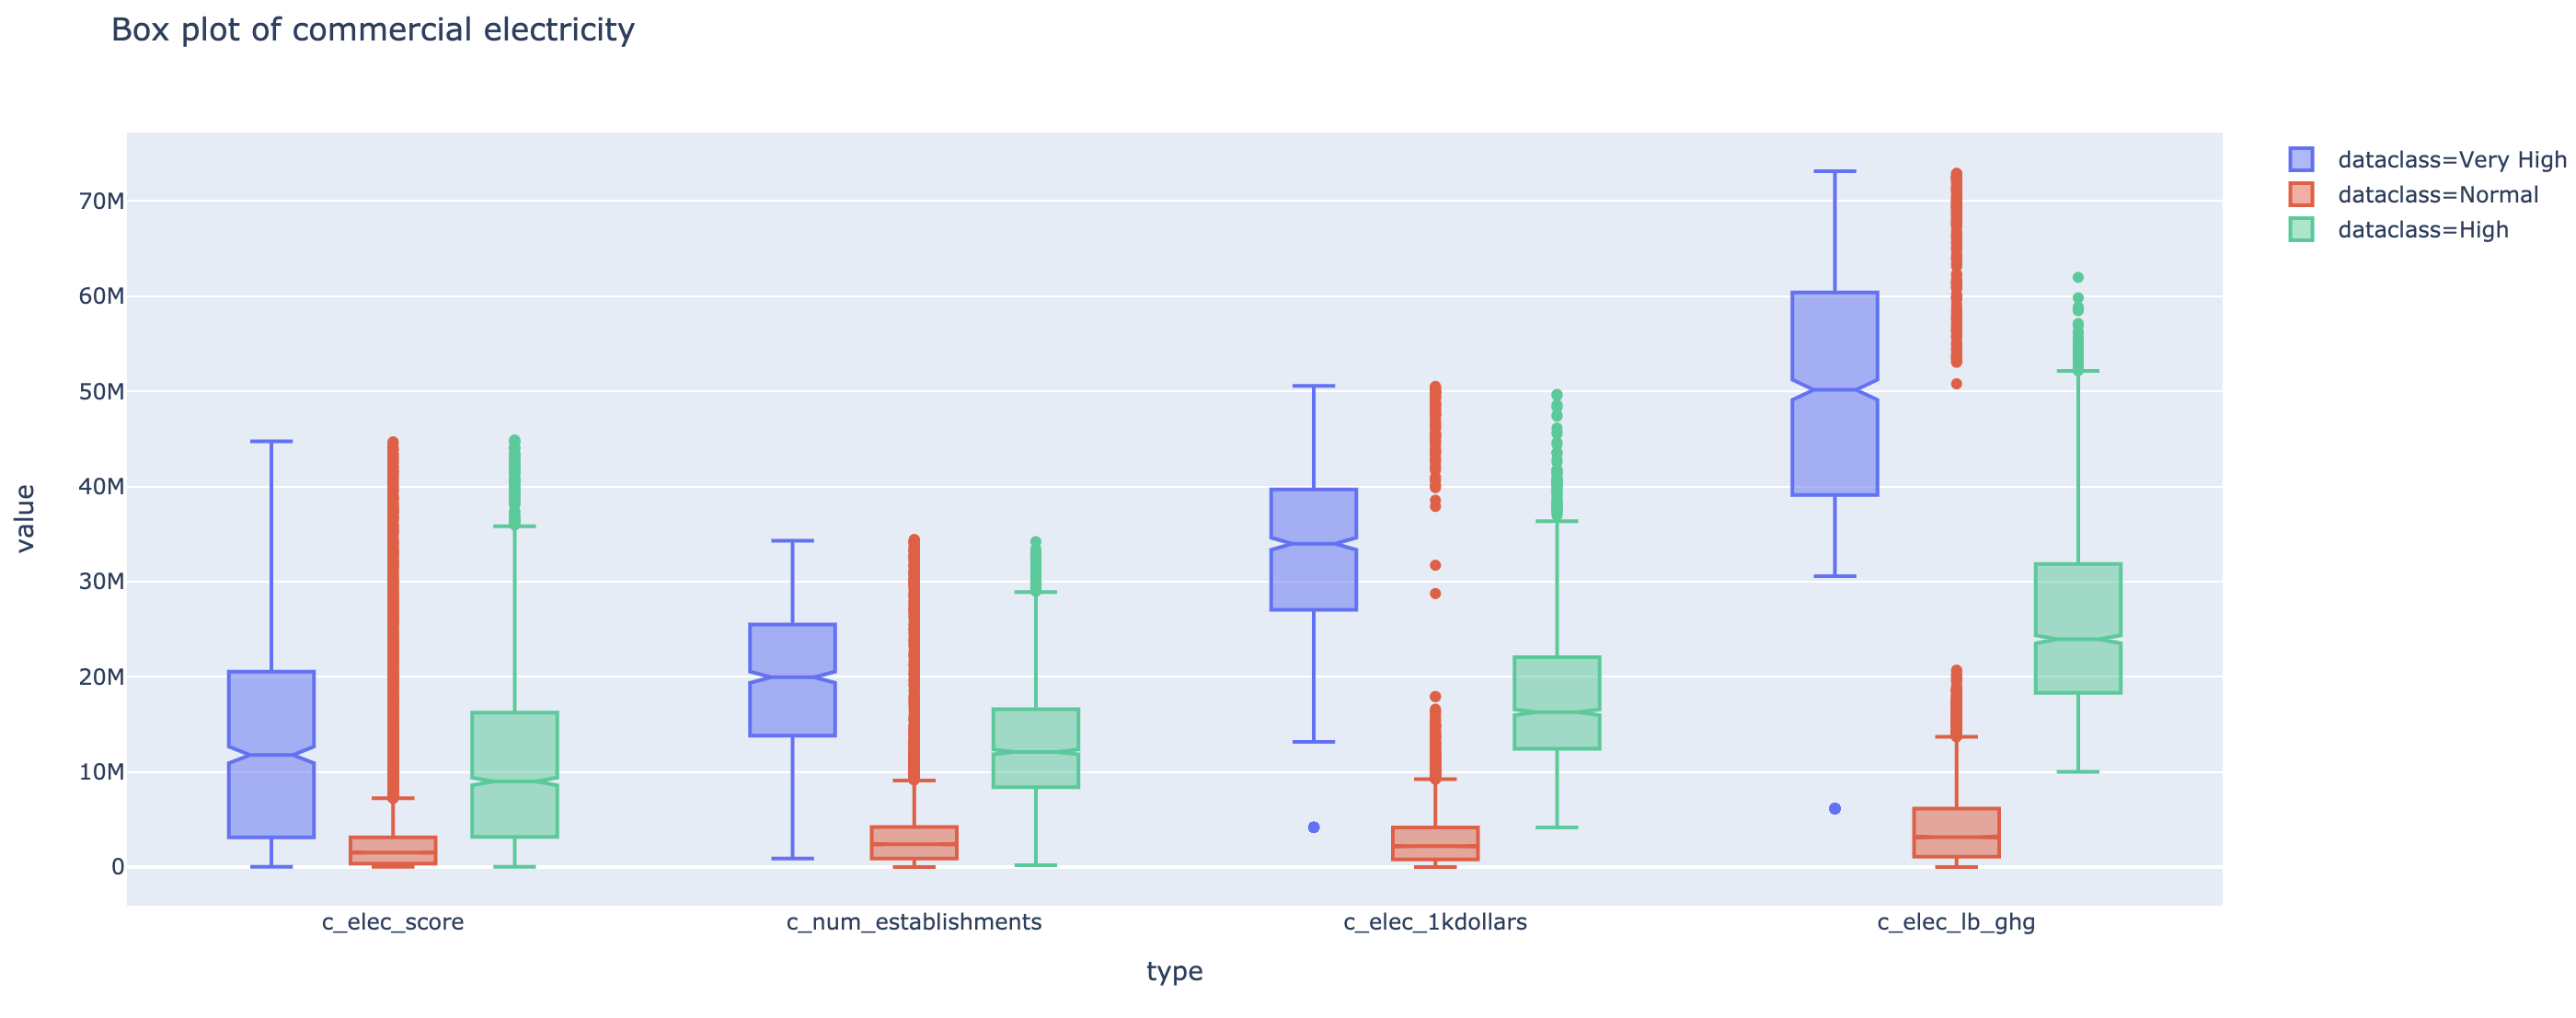 Box plot of commercial electricity
dataclass=Very High
dataclass=Normal
dataclass=High
70M
60M
50M
40M
30M
20M
10M
0
value
c_elec_score
c_num_establishments
c_elec_1kdollars
c_elec_lb_ghg
type